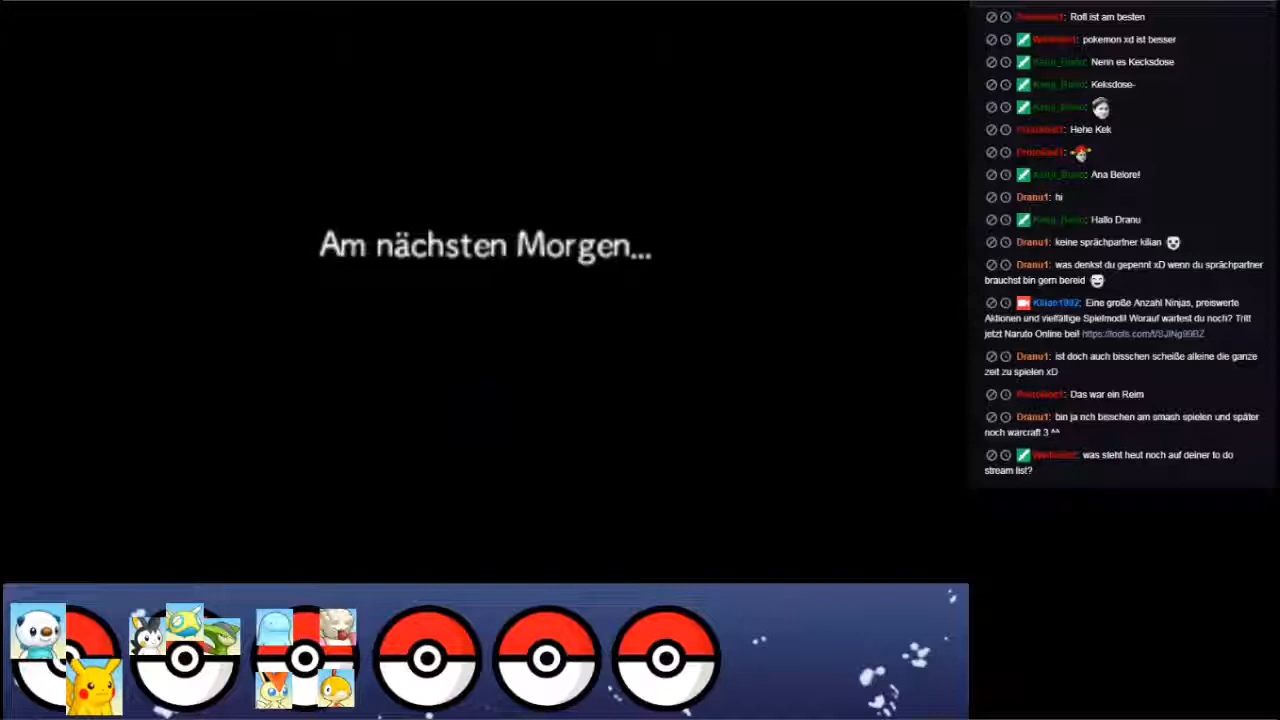 Am nächsten Morgen...
: Rofl ist am besten
: pokemon xd ist besser
: Nenn es Kecksdose
: Keksdose-
: Hehe Kek
: Ana Belore!
Dranu1: hi
: Hallo Dranu
Dranu1: keine sprächpartner kilian
Dranu1: was denkst du gepennt xD wenn du sprächpartner
brauchst bin gern bereid
Kilian1992: Eine große Anzahl Ninjas, preiswerte
Aktionen und vielfältige Spielmodi! Worauf wartest du noch? Tritt
jetzt Naruto Online bei!
Dranu1: ist doch auch bisschen scheiße alleine die ganze
zeit zu spielen xD
: Das war ein Reim
Dranu1: bin ja nch bisschen am smash spielen und später
noch warcraft 3 ^^
: was steht heut noch auf deiner to do
stream list?